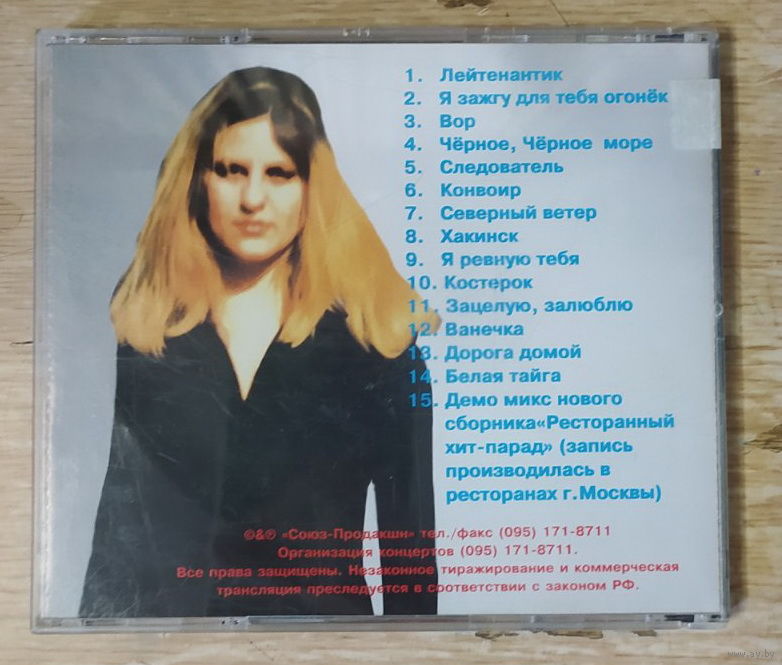 1. Лейтенантик
2. Я зажгу для тебя огонёк
3. Вор
4. Чёрное, Чёрное море
5. Следователь
6. Конвоир
7. Северный ветер
8. Хакинск
9. Я ревную тебя
10. Костерок
11. Зацелую, залюблю
12. Ванечка
13. Дорога домой
14. Белая тайга
15. Демо микс нового
сборника«Ресторанный
хит-парад» (запись
производилась в
ресторанах г.Москвы)
©&℗ «Союз-Продакшн» тел./факс (095) 171-8711
Организация концертов (095) 171-8711.
Все права защищены. Незаконное тиражирование и коммерческая
трансляция преследуется в соответствии с законом РФ.
www.av.by